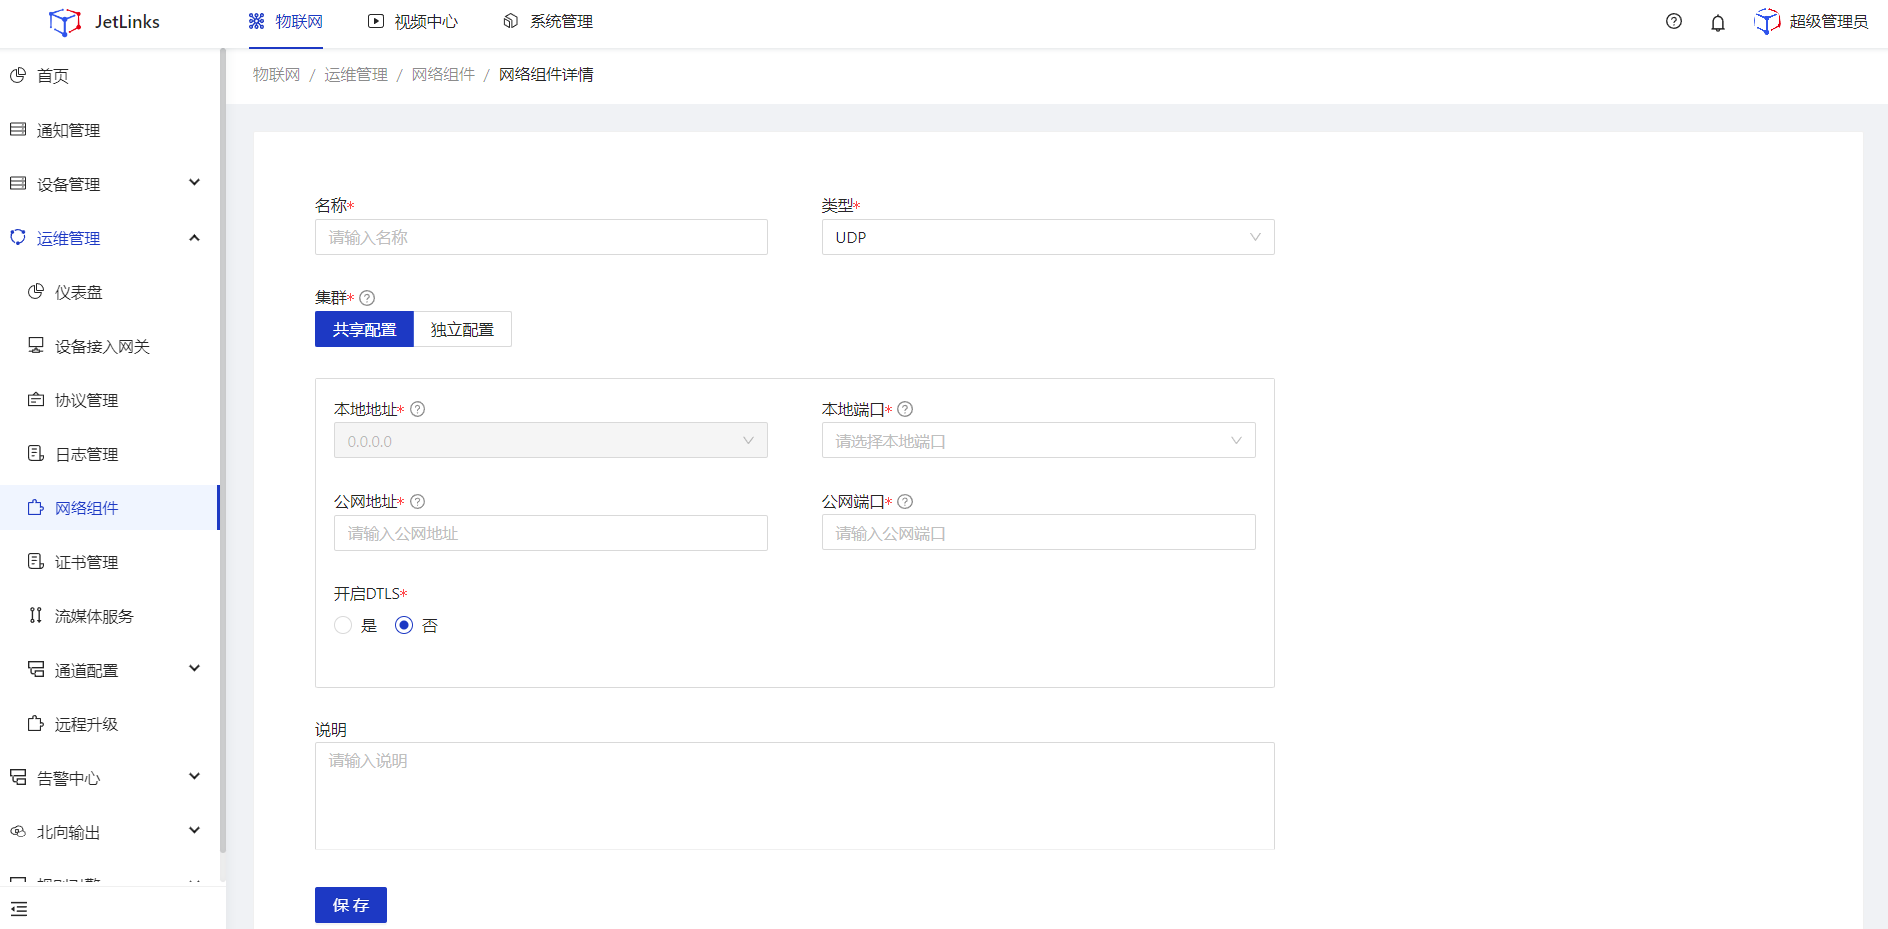 JetLinks
物联网
视频中心
系统管理
超级管理员
首页
通知管理
设备管理
运维管理
仪表盘
设备接入网关
协议管理
日志管理
网络组件
证书管理
流媒体服务
通道配置
远程升级
告警中心
北向输出
物联网 / 运维管理 / 网络组件 / 网络组件详情
名称*
请输入名称
类型*
UDP
集群*
共享配置
独立配置
本地地址*
0.0.0.0
本地端口*
请选择本地端口
公网地址*
请输入公网地址
公网端口*
请输入公网端口
开启DTLS*
是
否
说明
请输入说明
保存